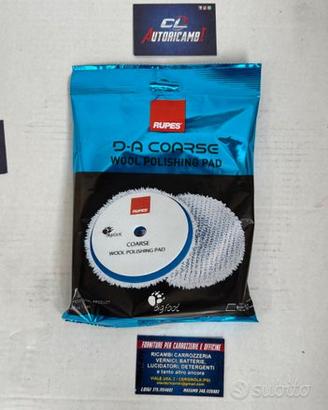 CL
AUTORICAMBI
RUPES
D-A COARSE
WOOL POLISHING PAD
RUPES
BigFoot
COARSE
WOOL POLISHING PAD
BigFoot
FORNITURE PER CARROZZERIE E OFFICINE
RICAMBI CARROZZERIA
VERNICI, BATTERIE,
LUCIDATORI, DETERGENTI
e tanto altro ancora
subito